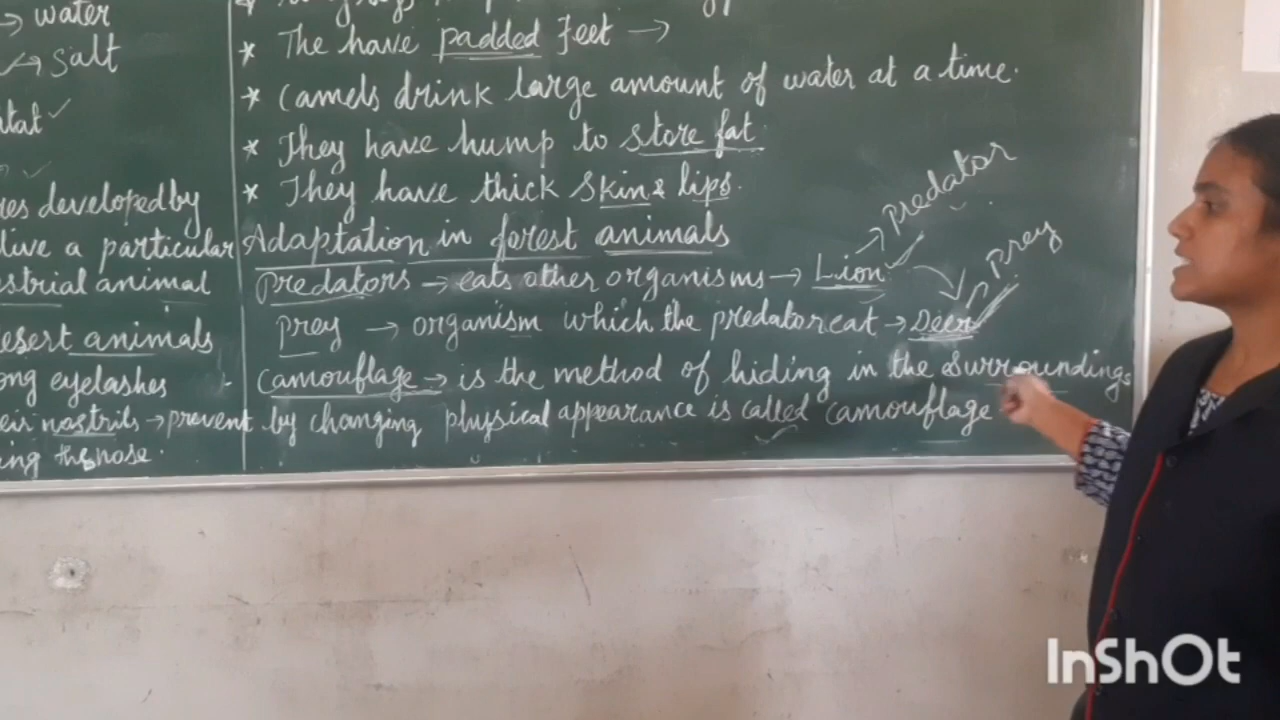 → water
→ Salt
tat ✓
res developed by
live a particular
estrial animal
esert animals
ong eyelashes
eir nostrils → prevent
ing the nose.
* The have padded feet →
* Camels drink large amount of water at a time.
* They have hump to store fat.
* They have thick Skin & lips.
Adaptation in forest animals
Predators → eats other organisms → Lion → Predator
Prey → organism which the predator eat → Deer → Prey
Camouflage → is the method of hiding in the Surroundings
by changing physical appearance is called camouflage
InShOt